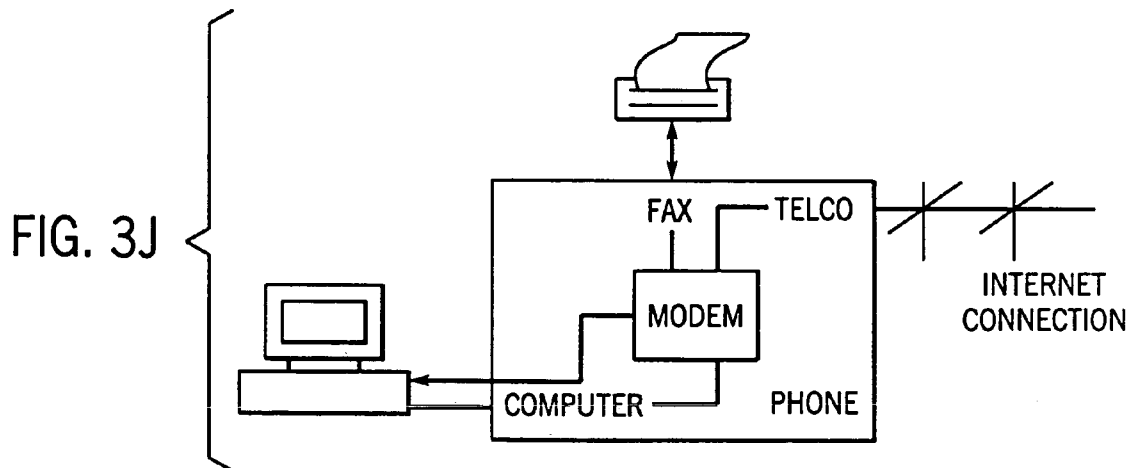 FIG. 3J
FAX
TELCO
MODEM
INTERNET
CONNECTION
COMPUTER
PHONE